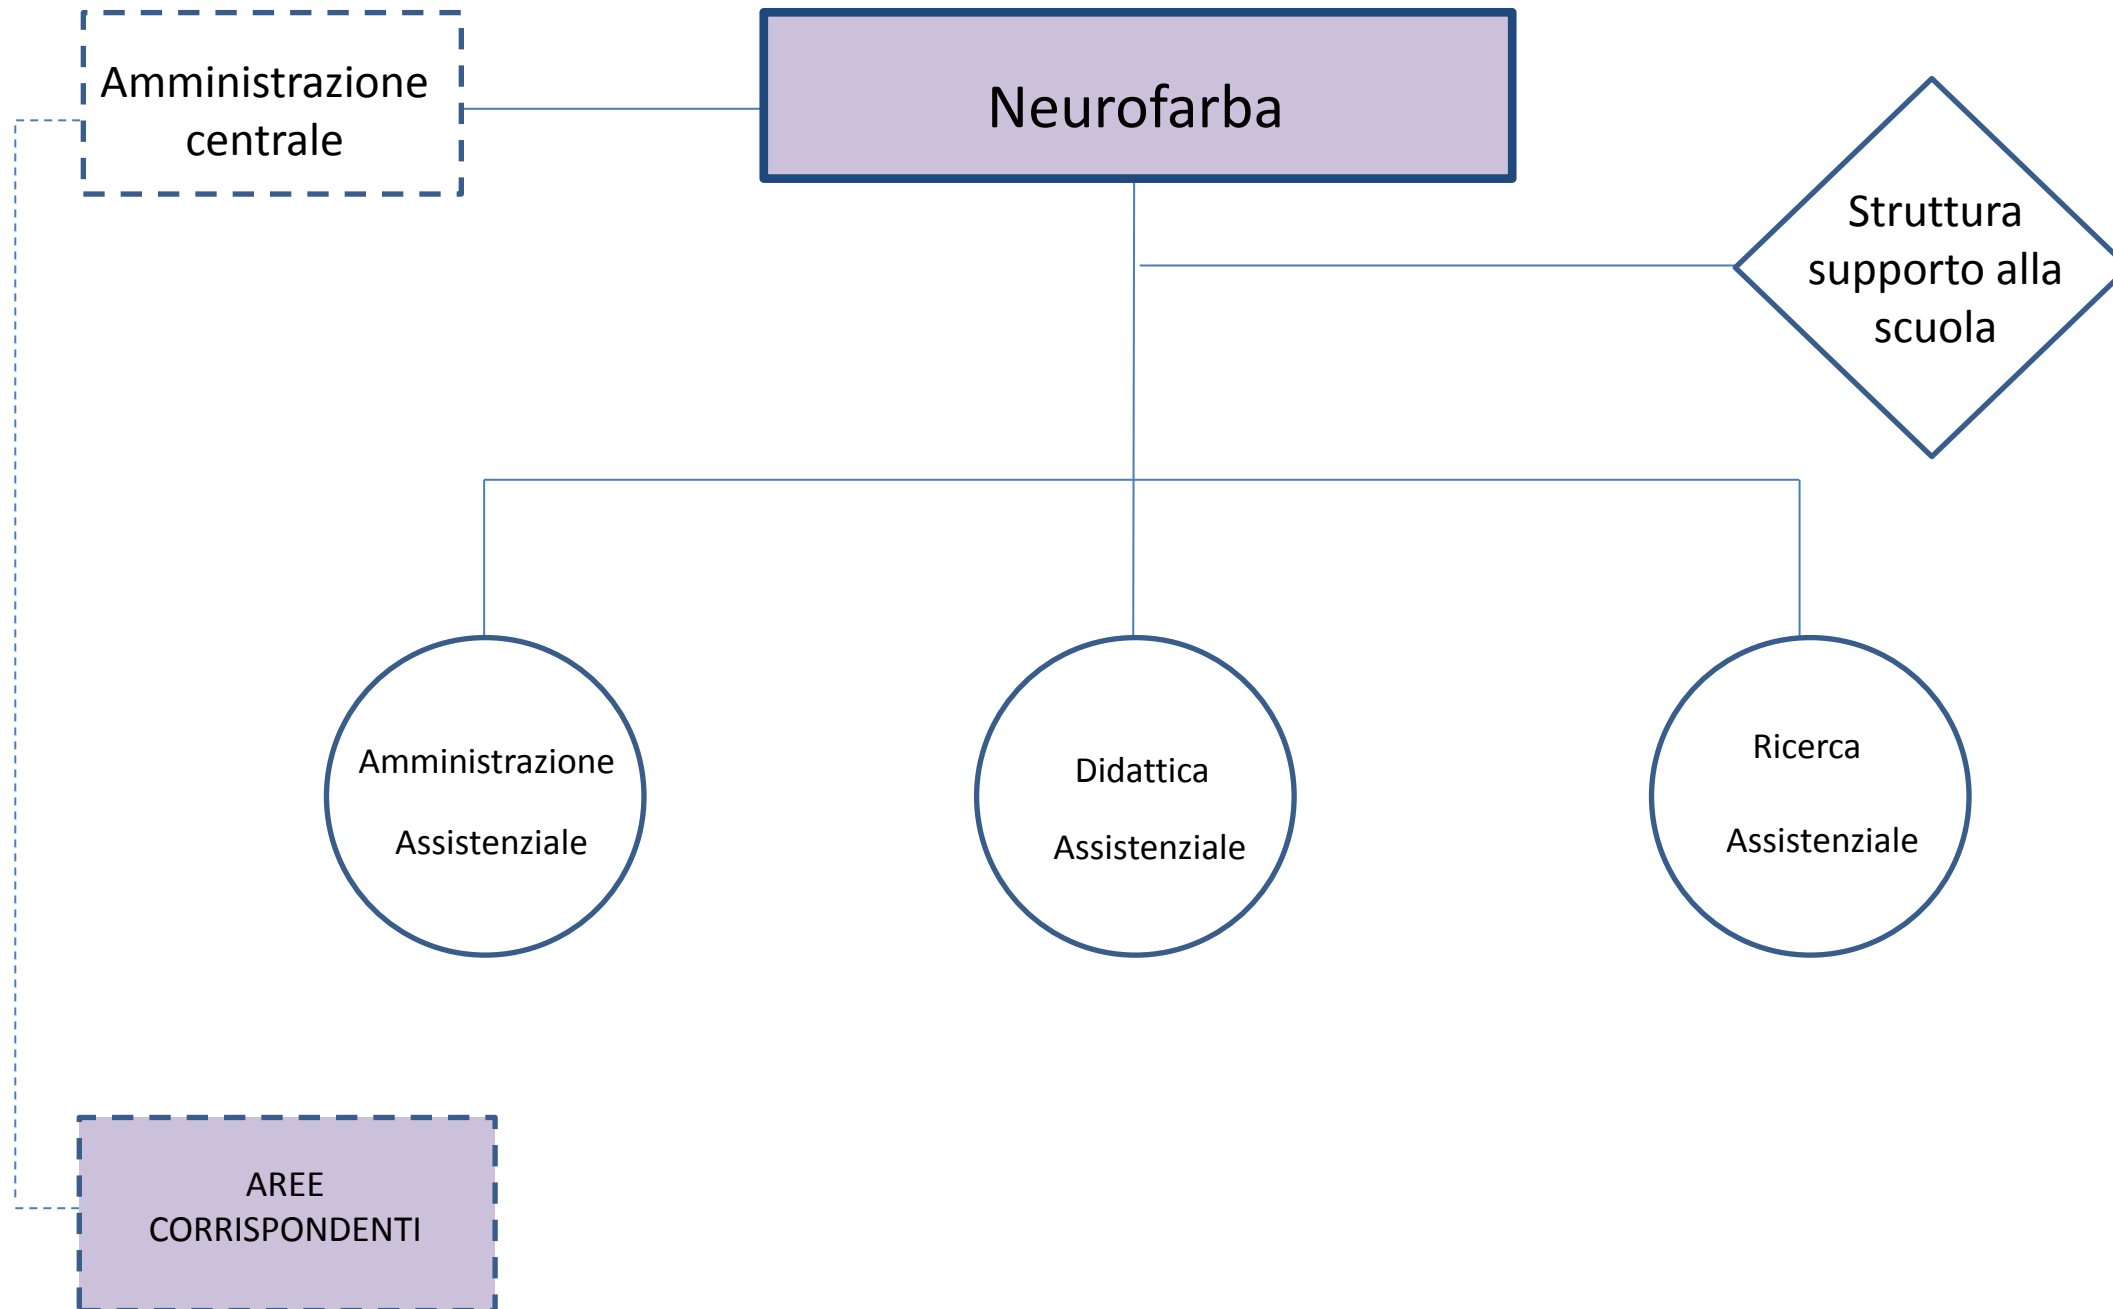 Amministrazione
centrale
Neurofarba
Struttura
supporto alla
scuola
Amministrazione
Assistenziale
Didattica
Assistenziale
Ricerca
Assistenziale
AREE
CORRISPONDENTI